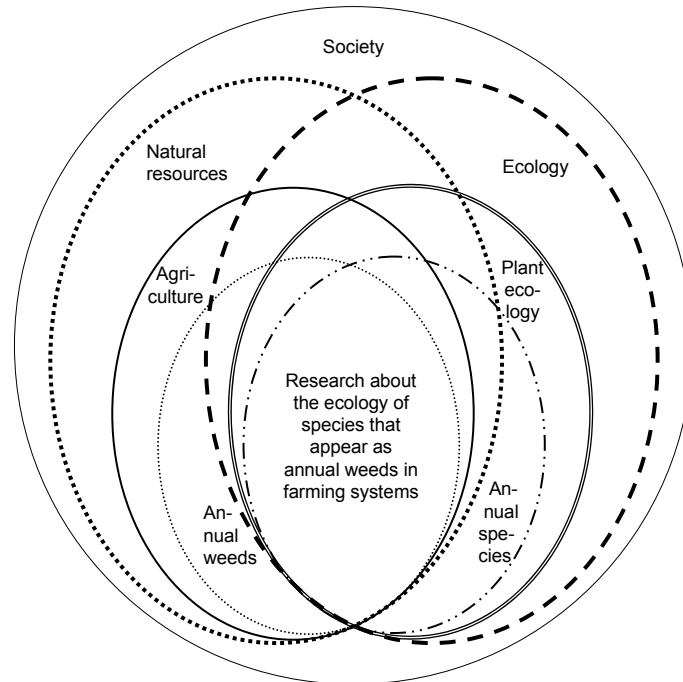 Society
Natural
resources
Ecology
Agri-
culture
Plant
eco-
logy
Research about
the ecology of
species that
appear as
annual weeds in
farming systems
An-
nual
weeds
An-
nual
spe-
cies